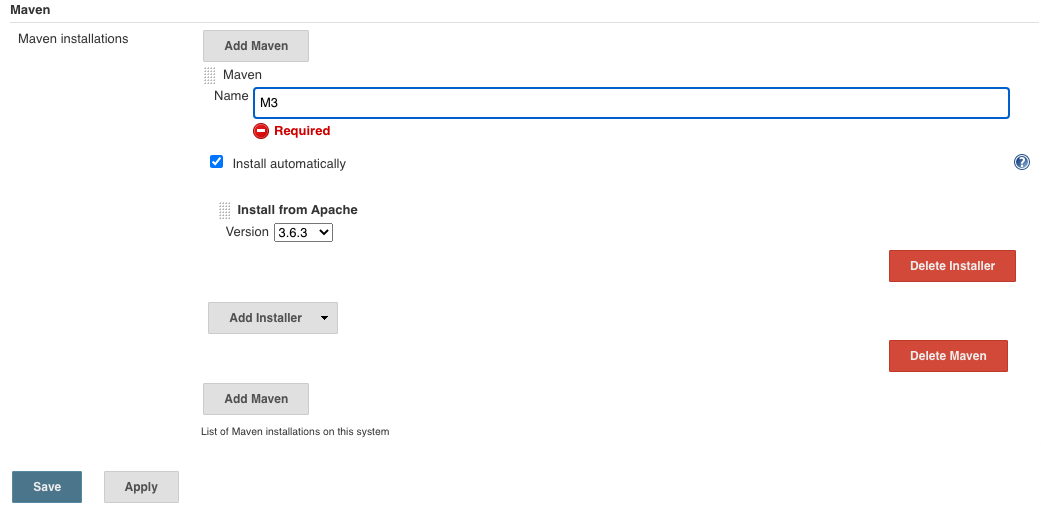 Maven
Maven installations
Add Maven
Maven
Name M3
Required
Install automatically
?
Install from Apache
Version 3.6.3
Delete Installer
Add Installer
Delete Maven
Add Maven
List of Maven installations on this system
Save Apply